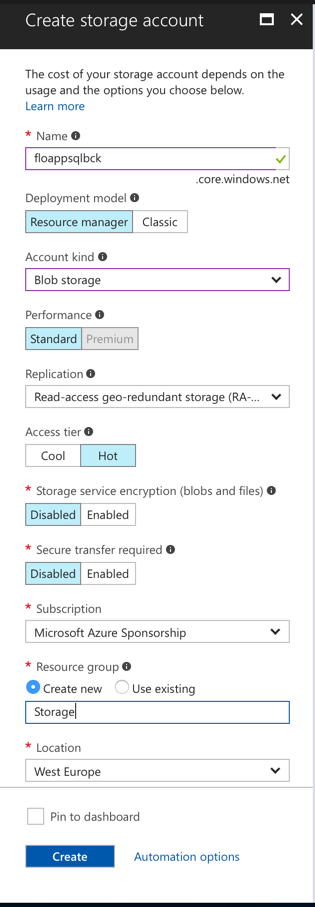 Create storage account
The cost of your storage account depends on the
usage and the options you choose below.
Learn more
* Name
floappsqlbck
.core.windows.net
Deployment model
Resource manager Classic
Account kind
Blob storage
Performance
Standard Premium
Replication
Read-access geo-redundant storage (RA-...
Access tier
Cool Hot
* Storage service encryption (blobs and files)
Disabled Enabled
* Secure transfer required
Disabled Enabled
* Subscription
Microsoft Azure Sponsorship
* Resource group
Create new Use existing
Storage
* Location
West Europe
Pin to dashboard
Create Automation options